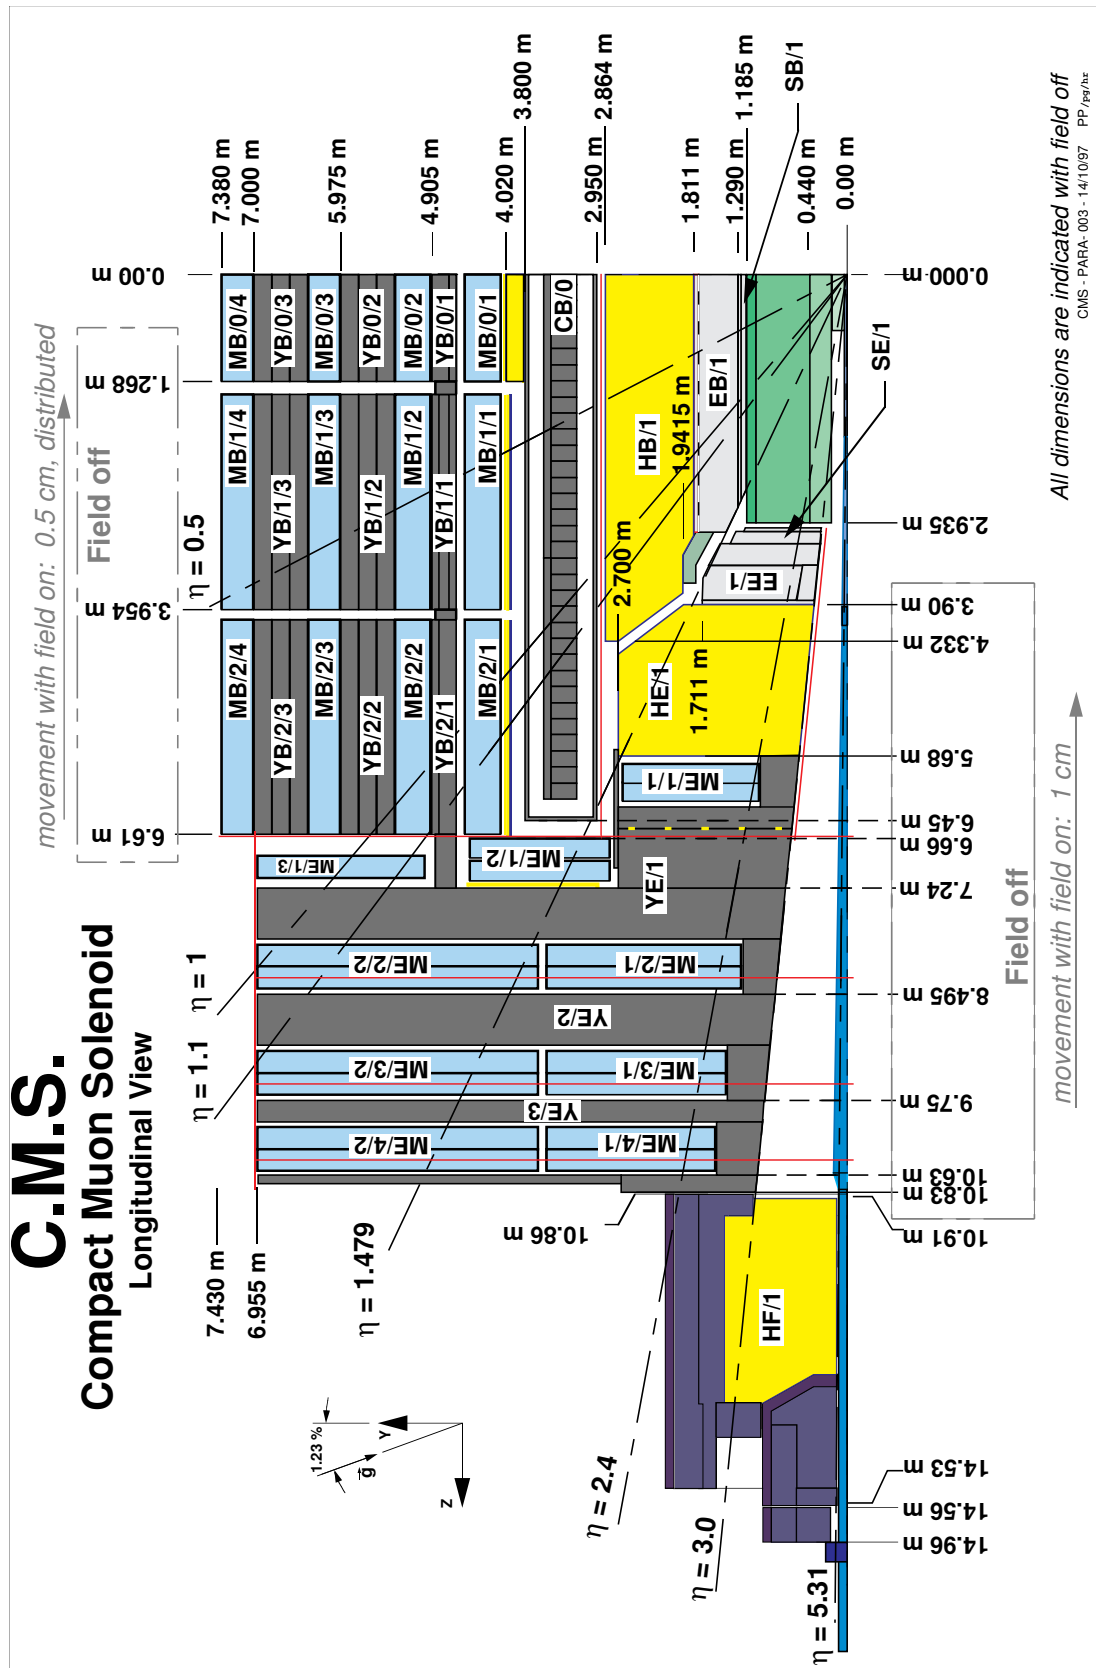 C.M.S.
Compact Muon Solenoid
Longitudinal View
movement with field on: 0.5 cm, distributed
Field off
6.61 m
3.954 m
1.268 m
0.00 m
η = 0.5
η = 1
η = 1.1
η = 1.479
η = 2.4
η = 3.0
η = 5.31
7.430 m
6.955 m
7.380 m
7.000 m
5.975 m
4.905 m
4.020 m
3.800 m
2.950 m
2.864 m
1.811 m
1.290 m
1.185 m
0.440 m
0.00 m
MB/2/4
MB/1/4
MB/0/4
YB/2/3
YB/1/3
YB/0/3
MB/2/3
MB/1/3
MB/0/3
YB/2/2
YB/1/2
YB/0/2
MB/2/2
MB/1/2
MB/0/2
YB/2/1
YB/1/1
YB/0/1
MB/2/1
MB/1/1
MB/0/1
CB/0
HB/1
EB/1
SB/1
SE/1
EE/1
HE/1
1.9415 m
2.700 m
1.711 m
ME/1/3
ME/1/2
ME/1/1
YE/1
ME/2/2
ME/2/1
YE/2
ME/3/2
ME/3/1
YE/3
ME/4/2
ME/4/1
HF/1
10.86 m
1.23 %
g
Y
Z
14.96 m
14.56 m
14.53 m
10.91 m
10.83 m
10.63 m
9.75 m
8.495 m
7.24 m
6.66 m
6.45 m
5.68 m
4.332 m
3.90 m
2.935 m
0.000 m
Field off
movement with field on: 1 cm
All dimensions are indicated with field off
CMS - PARA- 003 - 14/10/97 PP/pg/hr